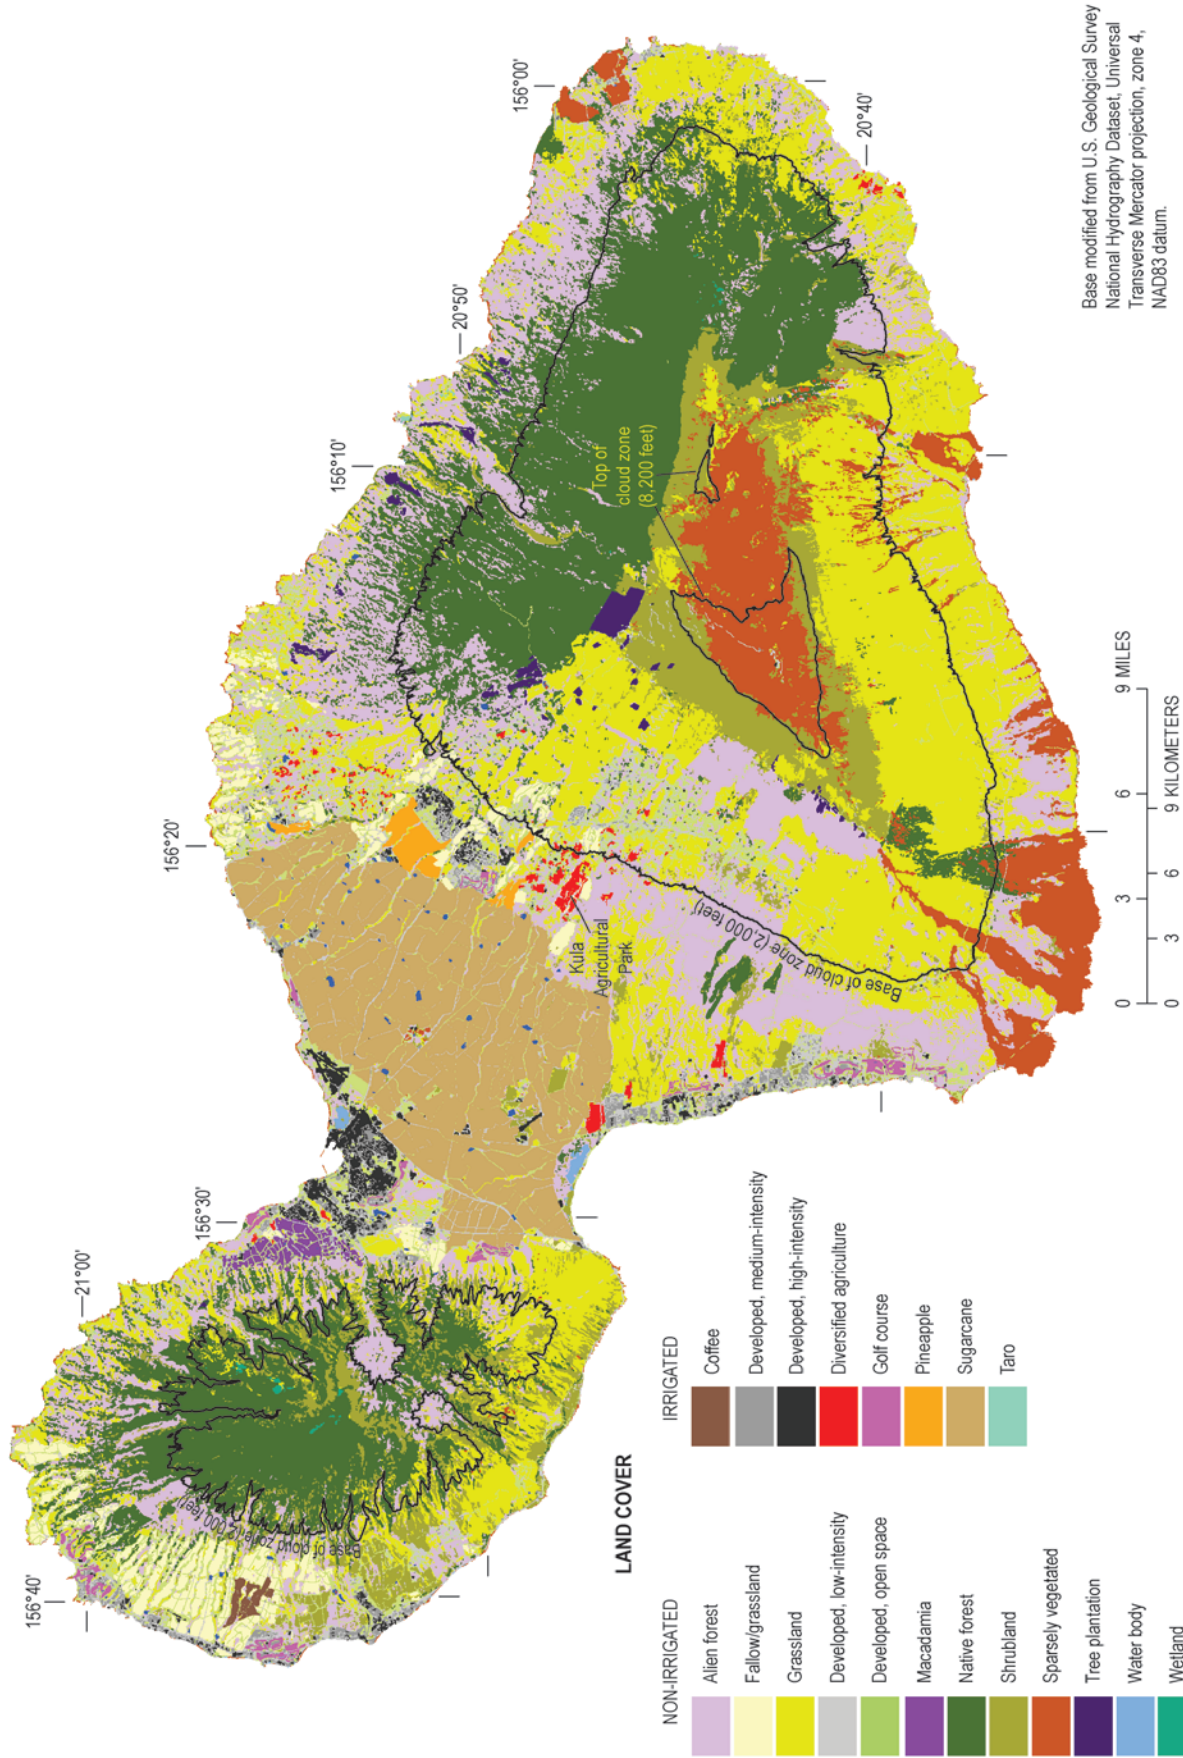 156°00'
20°40'
20°50'
156°10'
156°20'
156°30'
21°00'
156°40'
Top of
cloud zone
(8,200 feet)
Kula
Agricultural
Park
Base of cloud zone (2,000 feet)
Base of cloud zone (2,000 feet)
0 3 6 9 MILES
0 3 6 9 KILOMETERS
Base modified from U.S. Geological Survey
National Hydrography Dataset, Universal
Transverse Mercator projection, zone 4,
NAD83 datum.
LAND COVER
NON-IRRIGATED
Alien forest
Fallow/grassland
Grassland
Developed, low-intensity
Developed, open space
Macadamia
Native forest
Shrubland
Sparsely vegetated
Tree plantation
Water body
Wetland
IRRIGATED
Coffee
Developed, medium-intensity
Developed, high-intensity
Diversified agriculture
Golf course
Pineapple
Sugarcane
Taro